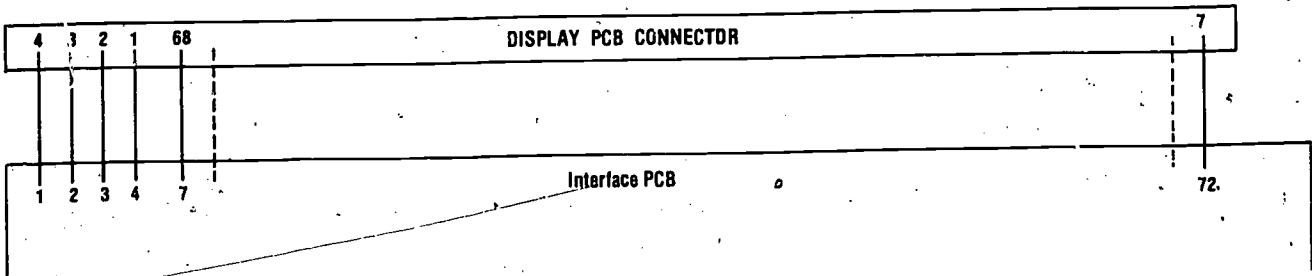 4 3 2 1 68 DISPLAY PCB CONNECTOR 7
1 2 3 4 7 Interface PCB 72.